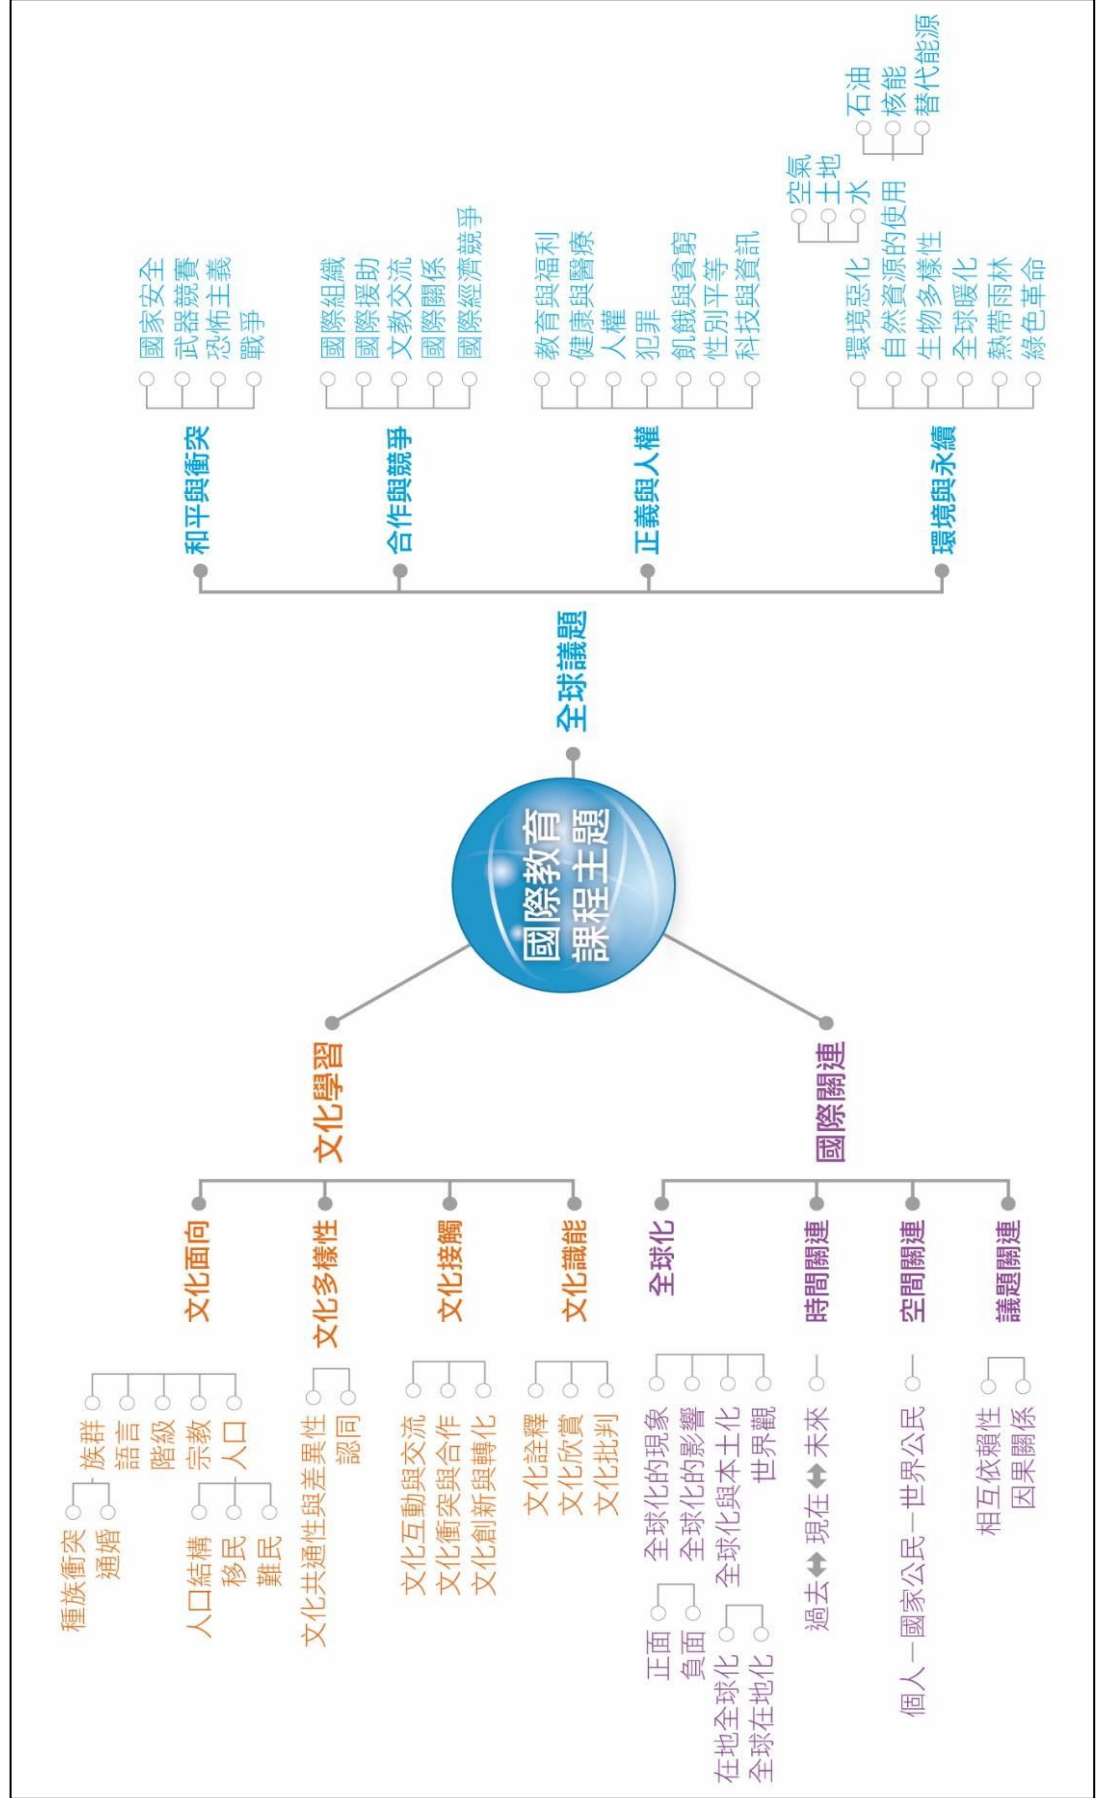 國際教育
課程主題
文化學習
文化面向
族群
種族衝突
通婚
語言
階級
宗教
人口
人口結構
移民
難民
文化多樣性
文化共通性與差異性
認同
文化接觸
文化互動與交流
文化衝突與合作
文化創新與轉化
文化識能
文化詮釋
文化欣賞
文化批判
國際關連
全球化
全球化的現象
全球化的影響
正面
負面
全球化與本土化
在地全球化
全球在地化
世界觀
時間關連
過去 現在 未來
空間關連
個人－國家公民－世界公民
議題關連
相互依賴性
因果關係
全球議題
和平與衝突
國家安全
武器競賽
恐怖主義
戰爭
合作與競爭
國際組織
國際援助
文教交流
國際關係
國際經濟競爭
正義與人權
教育與福利
健康與醫療
人權
犯罪
飢餓與貧窮
性別平等
科技與資訊
環境與永續
環境惡化
空氣
土地
水
自然資源的使用
石油
核能
替代能源
生物多樣性
全球暖化
熱帶雨林
綠色革命